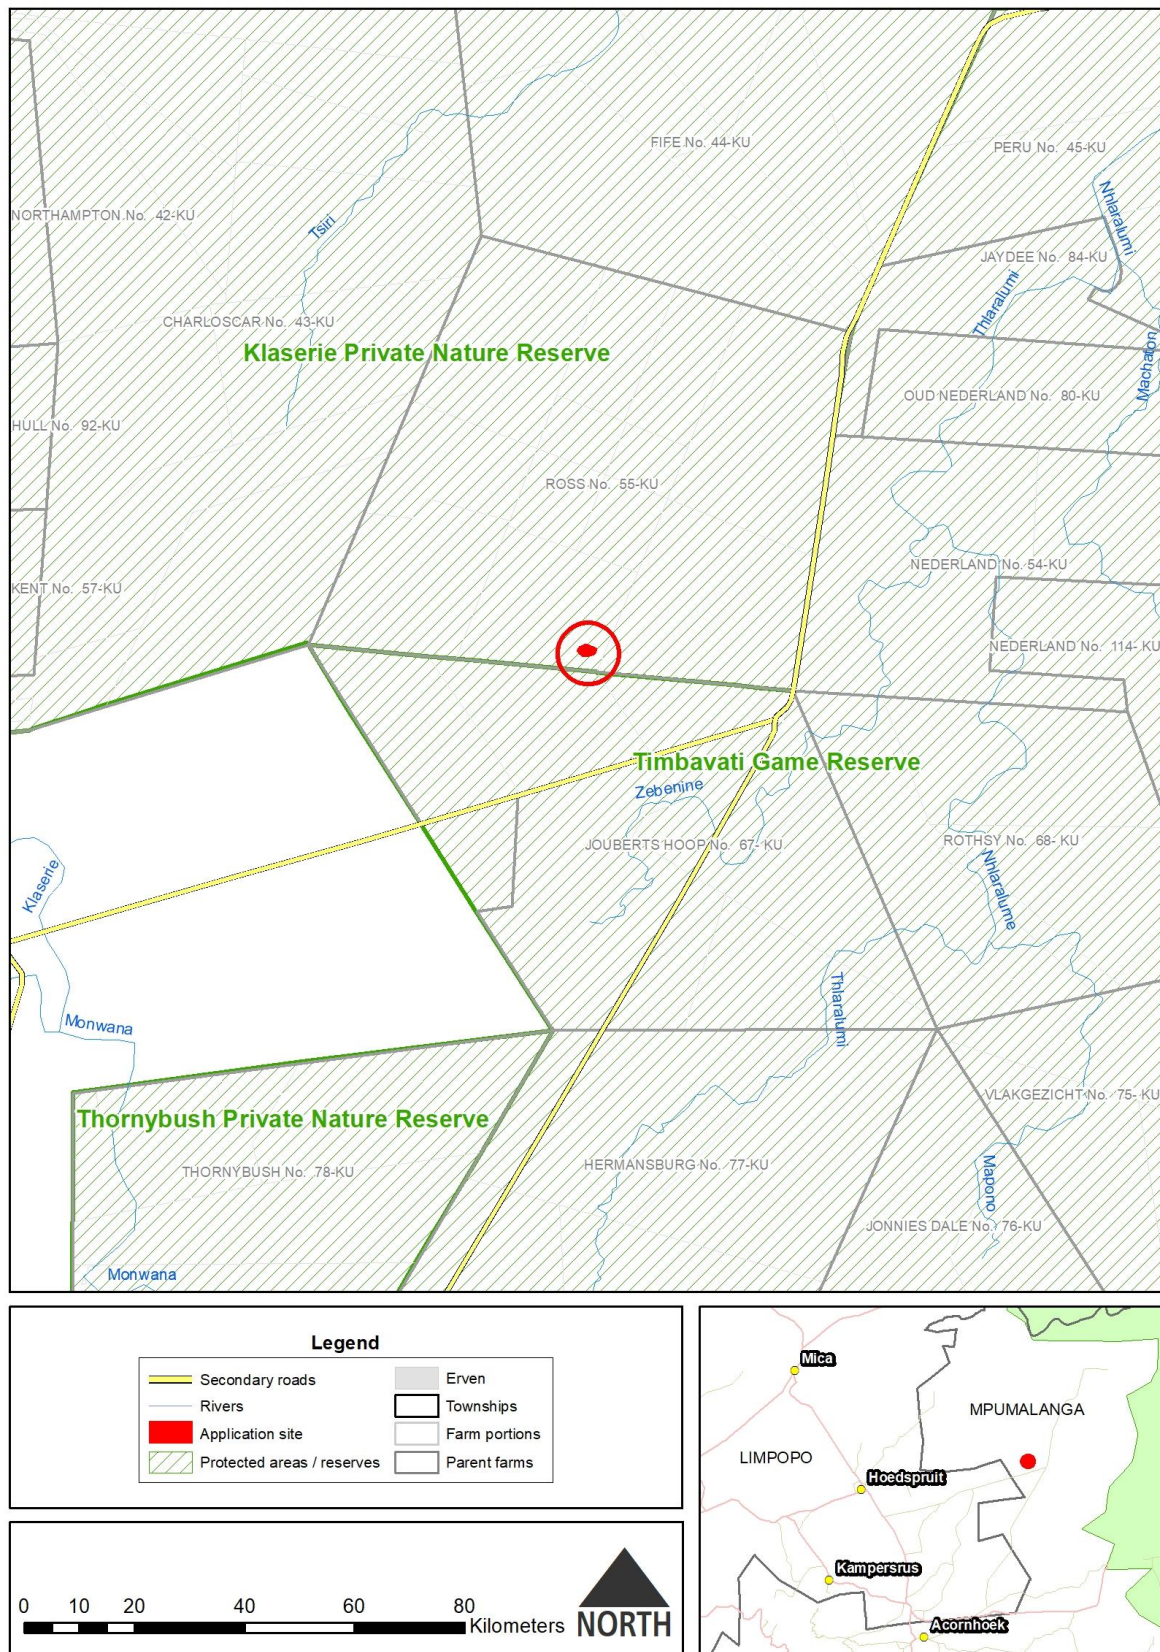 FIFE No. 44-KU
PERU No. 45-KU
Nhlaralumi
NORTHAMPTON No. 42-KU
Tsiri
JAYDEE No. 84-KU
Thlaralumi
CHARLOSCAR No. 43-KU
Klaserie Private Nature Reserve
Machaton
OUD NEDERLAND No. 80-KU
HULL No. 92-KU
ROSS No. 55-KU
NEDERLAND No. 54-KU
KENT No. 57-KU
NEDERLAND No. 114- KU
Timbavati Game Reserve
Zebenine
JOUBERTS HOOP No. 67- KU
ROTHSY No. 68- KU
Klaserie
Nhlaralume
Thlaralumi
Monwana
VLAKGEZICHT No. 75- KU
Thornybush Private Nature Reserve
THORNYBUSH No. 78-KU
HERMANSBURG No. 77-KU
Mapono
JONNIES DALE No. 76-KU
Monwana
Legend
Secondary roads
Rivers
Application site
Protected areas / reserves
Erven
Townships
Farm portions
Parent farms
0 10 20 40 60 80
Kilometers
NORTH
Mica
MPUMALANGA
LIMPOPO
Hoedspruit
Kampersrus
Acornhoek